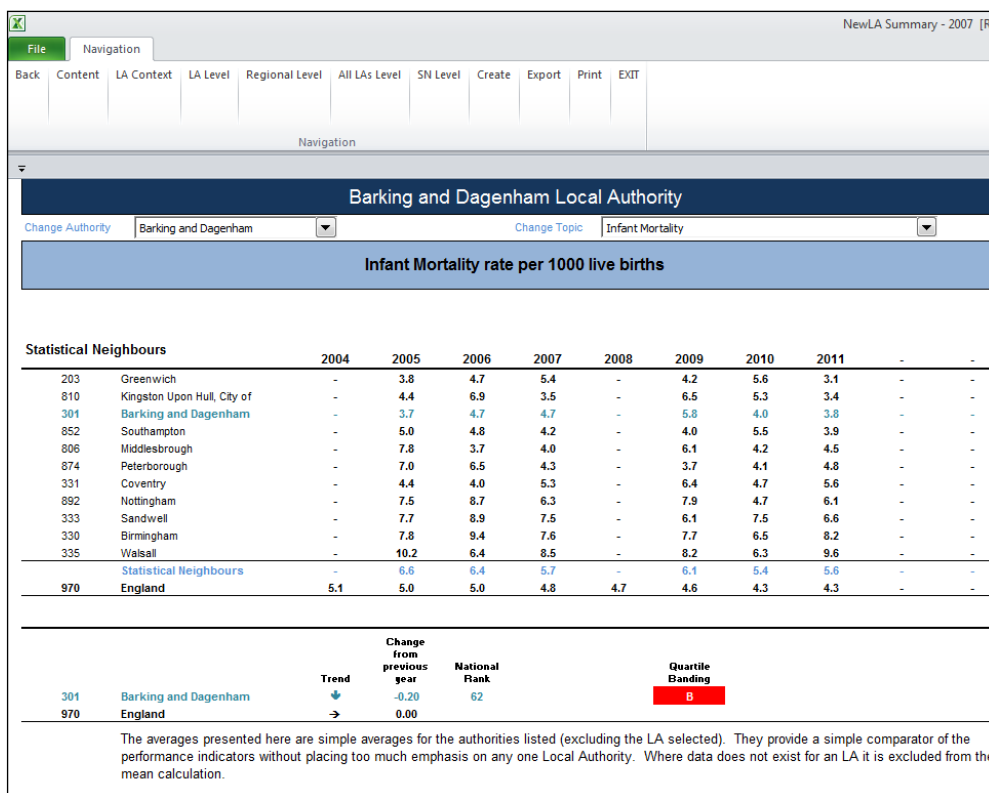 NewLA Summary - 2007 [R
File Navigation
Back Content LA Context LA Level Regional Level All LAs Level SN Level Create Export Print EXIT
Navigation
Barking and Dagenham Local Authority
Change Authority Barking and Dagenham Change Topic Infant Mortality
Infant Mortality rate per 1000 live births
Statistical Neighbours 2004 2005 2006 2007 2008 2009 2010 2011 - -
203 Greenwich - 3.8 4.7 5.4 - 4.2 5.6 3.1 - -
810 Kingston Upon Hull, City of - 4.4 6.9 3.5 - 6.5 5.3 3.4 - -
301 Barking and Dagenham - 3.7 4.7 4.7 - 5.8 4.0 3.8 - -
852 Southampton - 5.0 4.8 4.2 - 4.0 5.5 3.9 - -
806 Middlesbrough - 7.8 3.7 4.0 - 6.1 4.2 4.5 - -
874 Peterborough - 7.0 6.5 4.3 - 3.7 4.1 4.8 - -
331 Coventry - 4.4 4.0 5.3 - 6.4 4.7 5.6 - -
892 Nottingham - 7.5 8.7 6.3 - 7.9 4.7 6.1 - -
333 Sandwell - 7.7 8.9 7.5 - 6.1 7.5 6.6 - -
330 Birmingham - 7.8 9.4 7.6 - 7.7 6.5 8.2 - -
335 Walsall - 10.2 6.4 8.5 - 8.2 6.3 9.6 - -
Statistical Neighbours - 6.6 6.4 5.7 - 6.1 5.4 5.6 - -
970 England 5.1 5.0 5.0 4.8 4.7 4.6 4.3 4.3 - -
Change
from
previous
year
Trend
National
Rank
Quartile
Banding
301 Barking and Dagenham ↓ -0.20 62 B
970 England → 0.00
The averages presented here are simple averages for the authorities listed (excluding the LA selected). They provide a simple comparator of the
performance indicators without placing too much emphasis on any one Local Authority. Where data does not exist for an LA it is excluded from the
mean calculation.